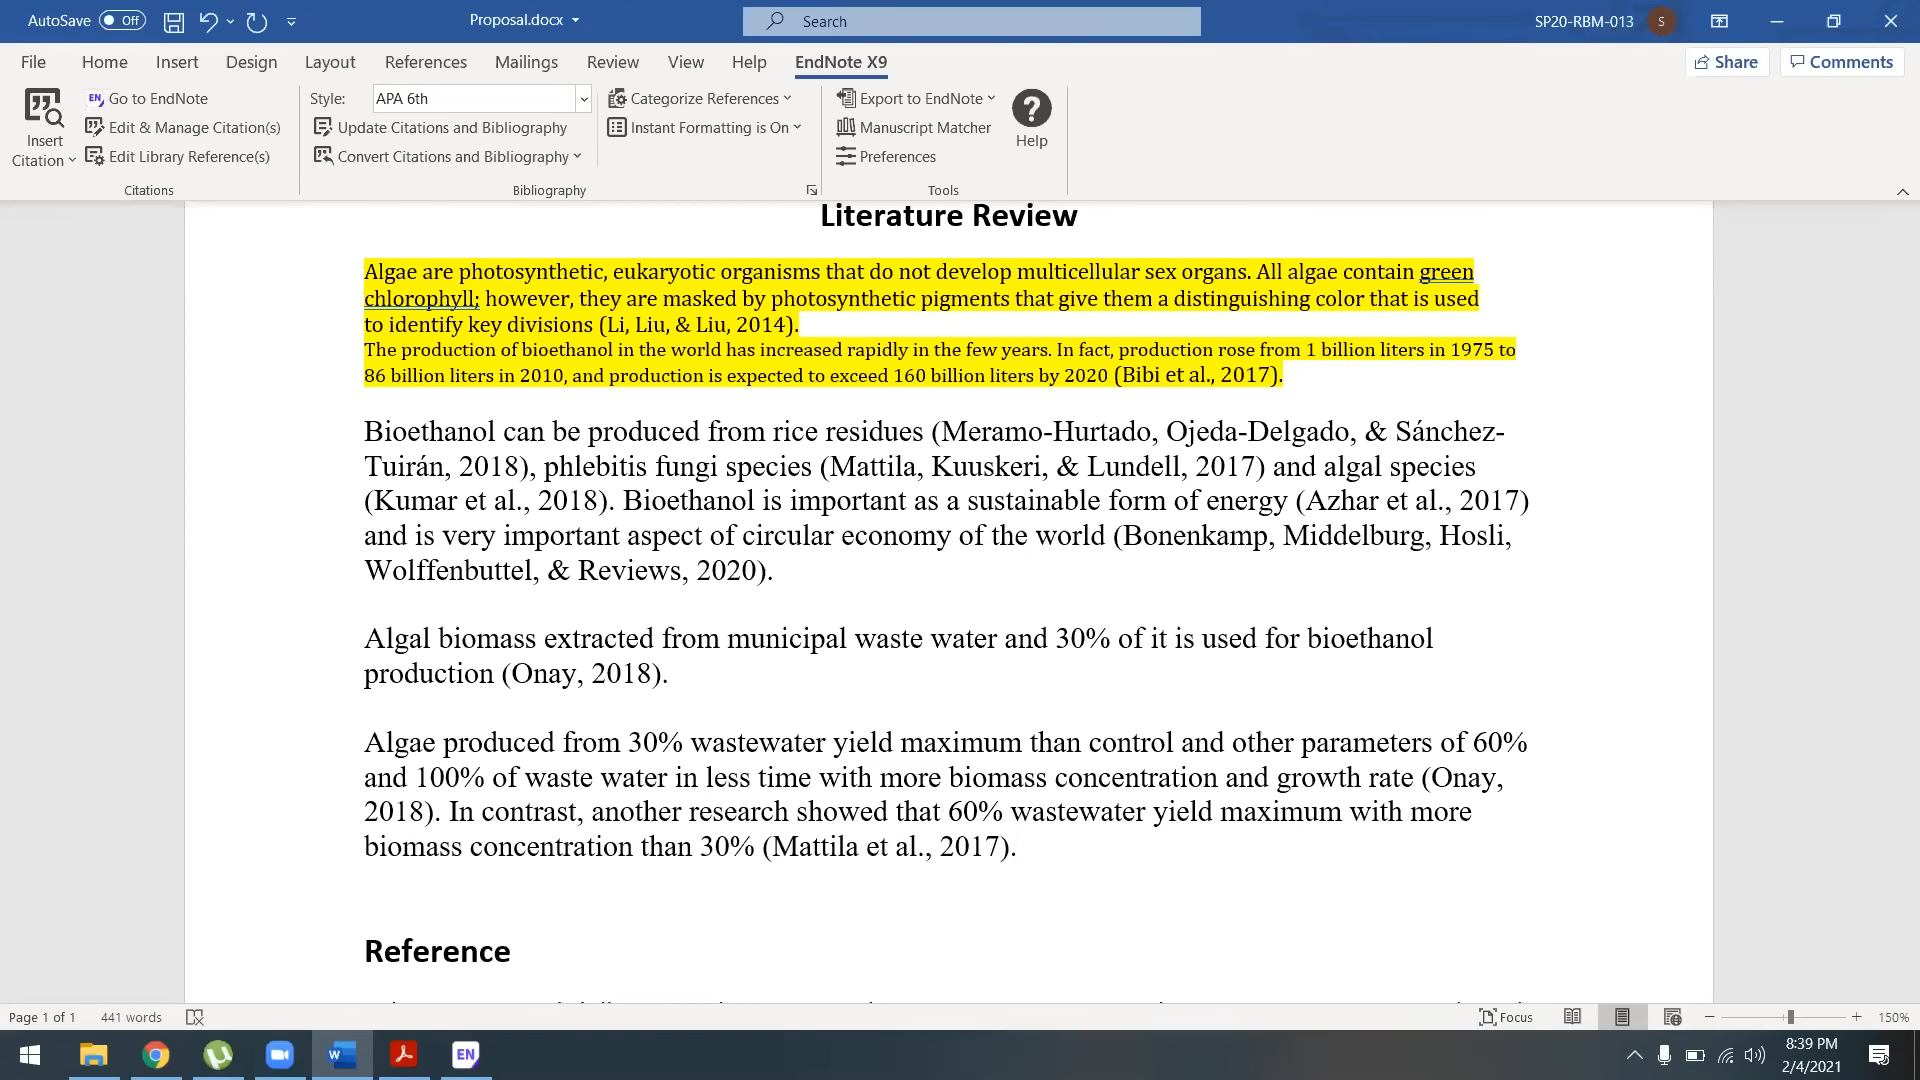 AutoSave Off Proposal.docx Search SP20-RBM-013 S
File Home Insert Design Layout References Mailings Review View Help EndNote X9 Share Comments
Insert
Citation
EN Go to EndNote
Edit & Manage Citation(s)
Edit Library Reference(s)
Citations
Style: APA 6th
Update Citations and Bibliography
Convert Citations and Bibliography
Categorize References
Instant Formatting is On
Bibliography
Export to EndNote
Manuscript Matcher
Preferences
? Help
Tools
Literature Review
Algae are photosynthetic, eukaryotic organisms that do not develop multicellular sex organs. All algae contain green
chlorophyll; however, they are masked by photosynthetic pigments that give them a distinguishing color that is used
to identify key divisions (Li, Liu, & Liu, 2014).
The production of bioethanol in the world has increased rapidly in the few years. In fact, production rose from 1 billion liters in 1975 to
86 billion liters in 2010, and production is expected to exceed 160 billion liters by 2020 (Bibi et al., 2017).
Bioethanol can be produced from rice residues (Meramo-Hurtado, Ojeda-Delgado, & Sánchez-
Tuirán, 2018), phlebitis fungi species (Mattila, Kuuskeri, & Lundell, 2017) and algal species
(Kumar et al., 2018). Bioethanol is important as a sustainable form of energy (Azhar et al., 2017)
and is very important aspect of circular economy of the world (Bonenkamp, Middelburg, Hosli,
Wolffenbuttel, & Reviews, 2020).
Algal biomass extracted from municipal waste water and 30% of it is used for bioethanol
production (Onay, 2018).
Algae produced from 30% wastewater yield maximum than control and other parameters of 60%
and 100% of waste water in less time with more biomass concentration and growth rate (Onay,
2018). In contrast, another research showed that 60% wastewater yield maximum with more
biomass concentration than 30% (Mattila et al., 2017).
Reference
Page 1 of 1 441 words Focus 150%
W EN
8:39 PM
2/4/2021